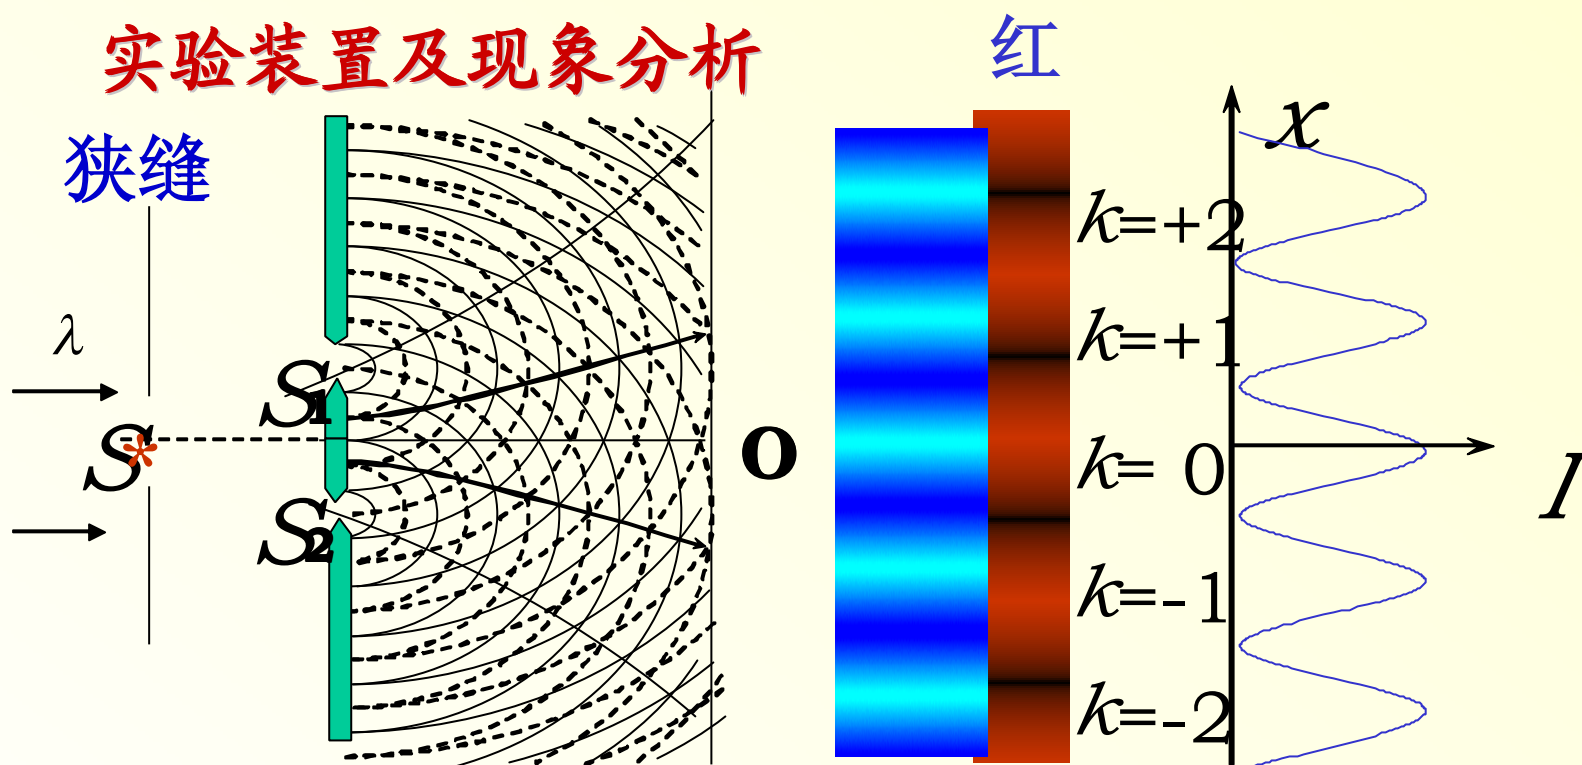 实验装置及现象分析
红
狭缝
x
k=+2
λ
k=+1
S1
S*
O
k= 0
I
S2
k=-1
k=-2